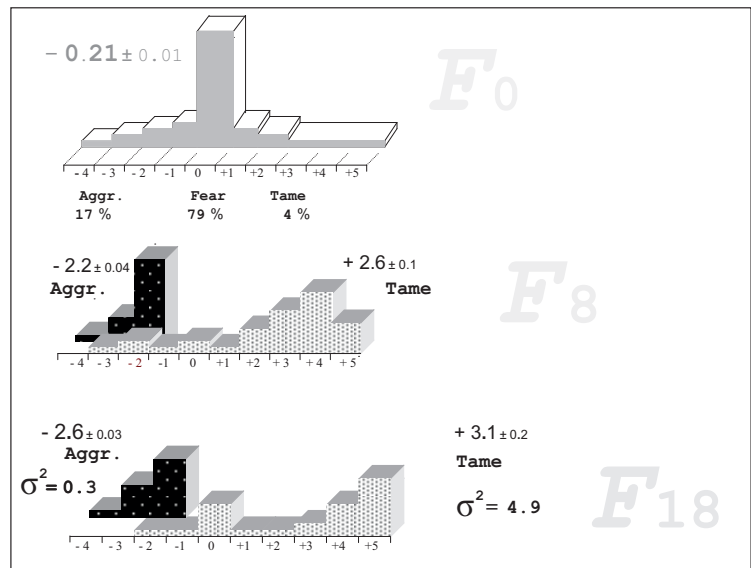 – 0.21 ± 0.01
F0
- 4 - 3 - 2 -1 0 +1 +2 +3 +4 +5
Aggr. Fear Tame
17 % 79 % 4 %
- 2.2 ± 0.04 + 2.6 ± 0.1
Aggr. Tame
F8
- 4 - 3 - 2 -1 0 +1 +2 + 3 + 4 + 5
- 2.6 ± 0.03 + 3.1 ± 0.2
Aggr. Tame
σ² = 0.3 σ² = 4.9
F18
- 4 - 3 - 2 -1 0 +1 +2 +3 +4 +5